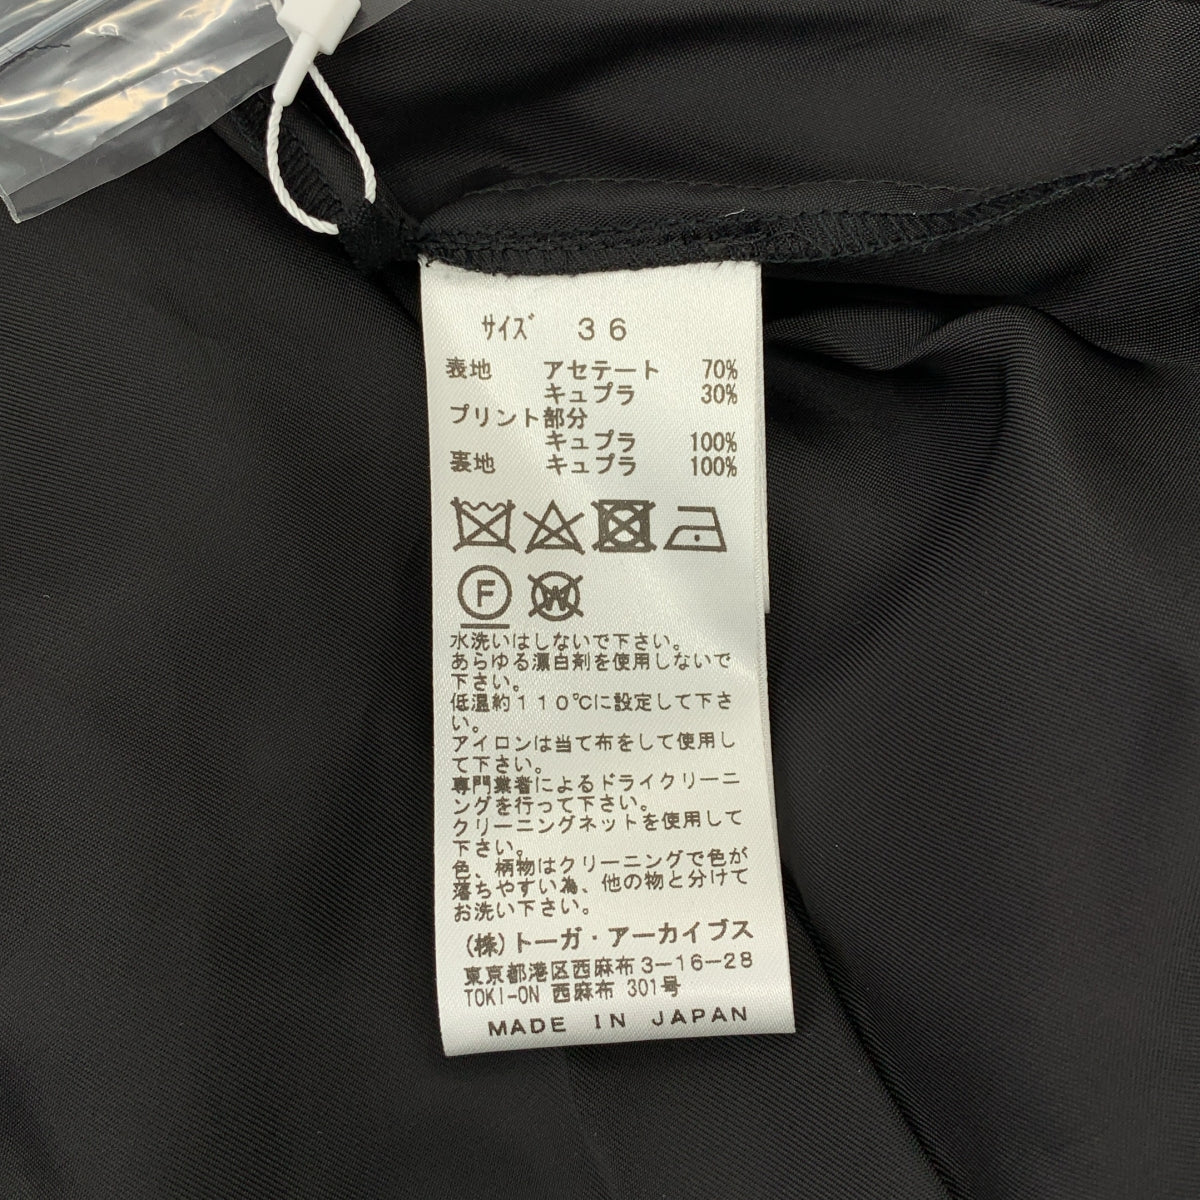 ｻｲｽﾞ 36
表地 アセテート 70%
キュプラ 30%
プリント部分
キュプラ 100%
裏地 キュプラ 100%
F W
水洗いはしないで下さい。
あらゆる漂白剤を使用しないで
下さい。
低温約１１０℃に設定して下さ
い。
アイロンは当て布をして使用し
て下さい。
専門業者によるドライクリーニ
ングを行って下さい。
クリーニングネットを使用して
下さい。
色、柄物はクリーニングで色が
落ちやすい為、他の物と分けて
お洗い下さい。
(株)トーガ・アーカイブス
東京都港区西麻布3-16-28
TOKI-ON 西麻布 301号
MADE IN JAPAN